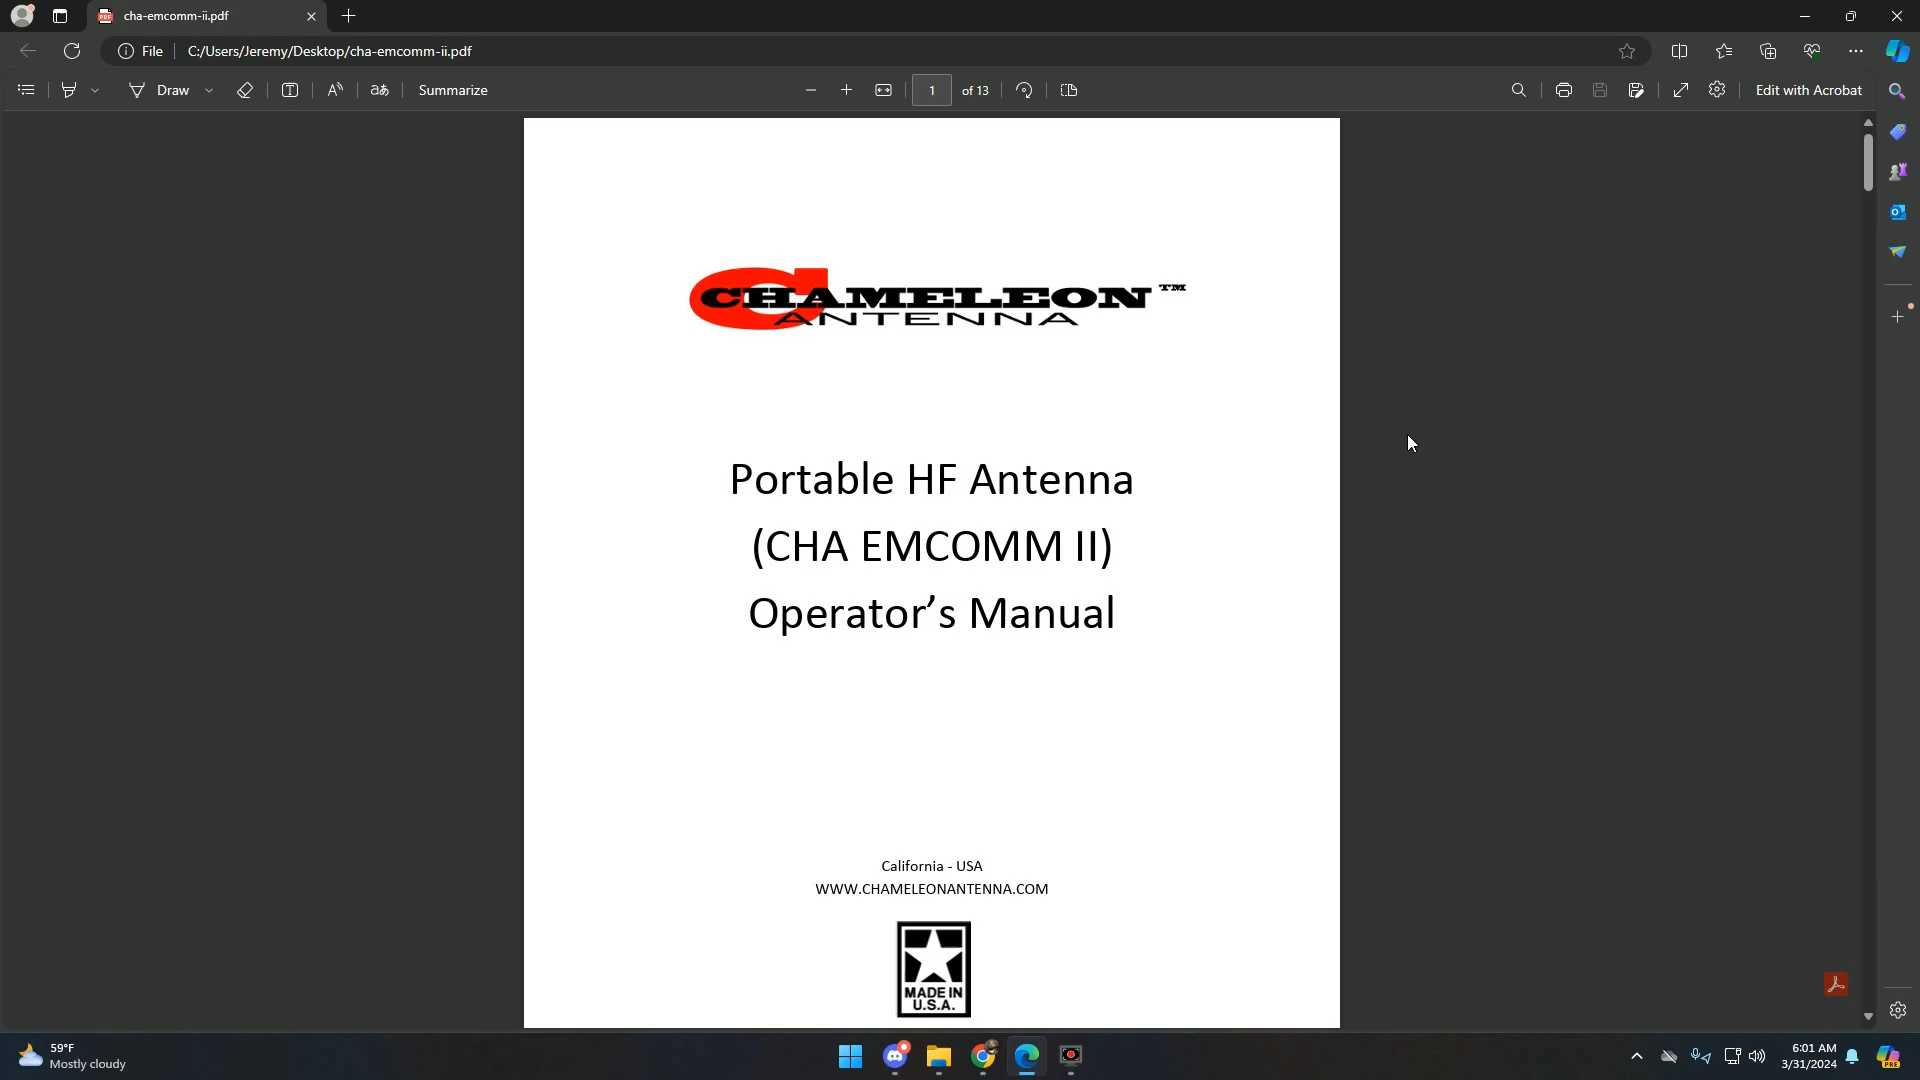 cha-emcomm-ii.pdf
File
C:/Users/Jeremy/Desktop/cha-emcomm-ii.pdf
Draw
Summarize
1 of 13
Edit with Acrobat
CHAMELEON™
ANTENNA
Portable HF Antenna
(CHA EMCOMM II)
Operator’s Manual
California - USA
WWW.CHAMELEONANTENNA.COM
MADE IN
U.S.A.
59°F
Mostly cloudy
6:01 AM
3/31/2024